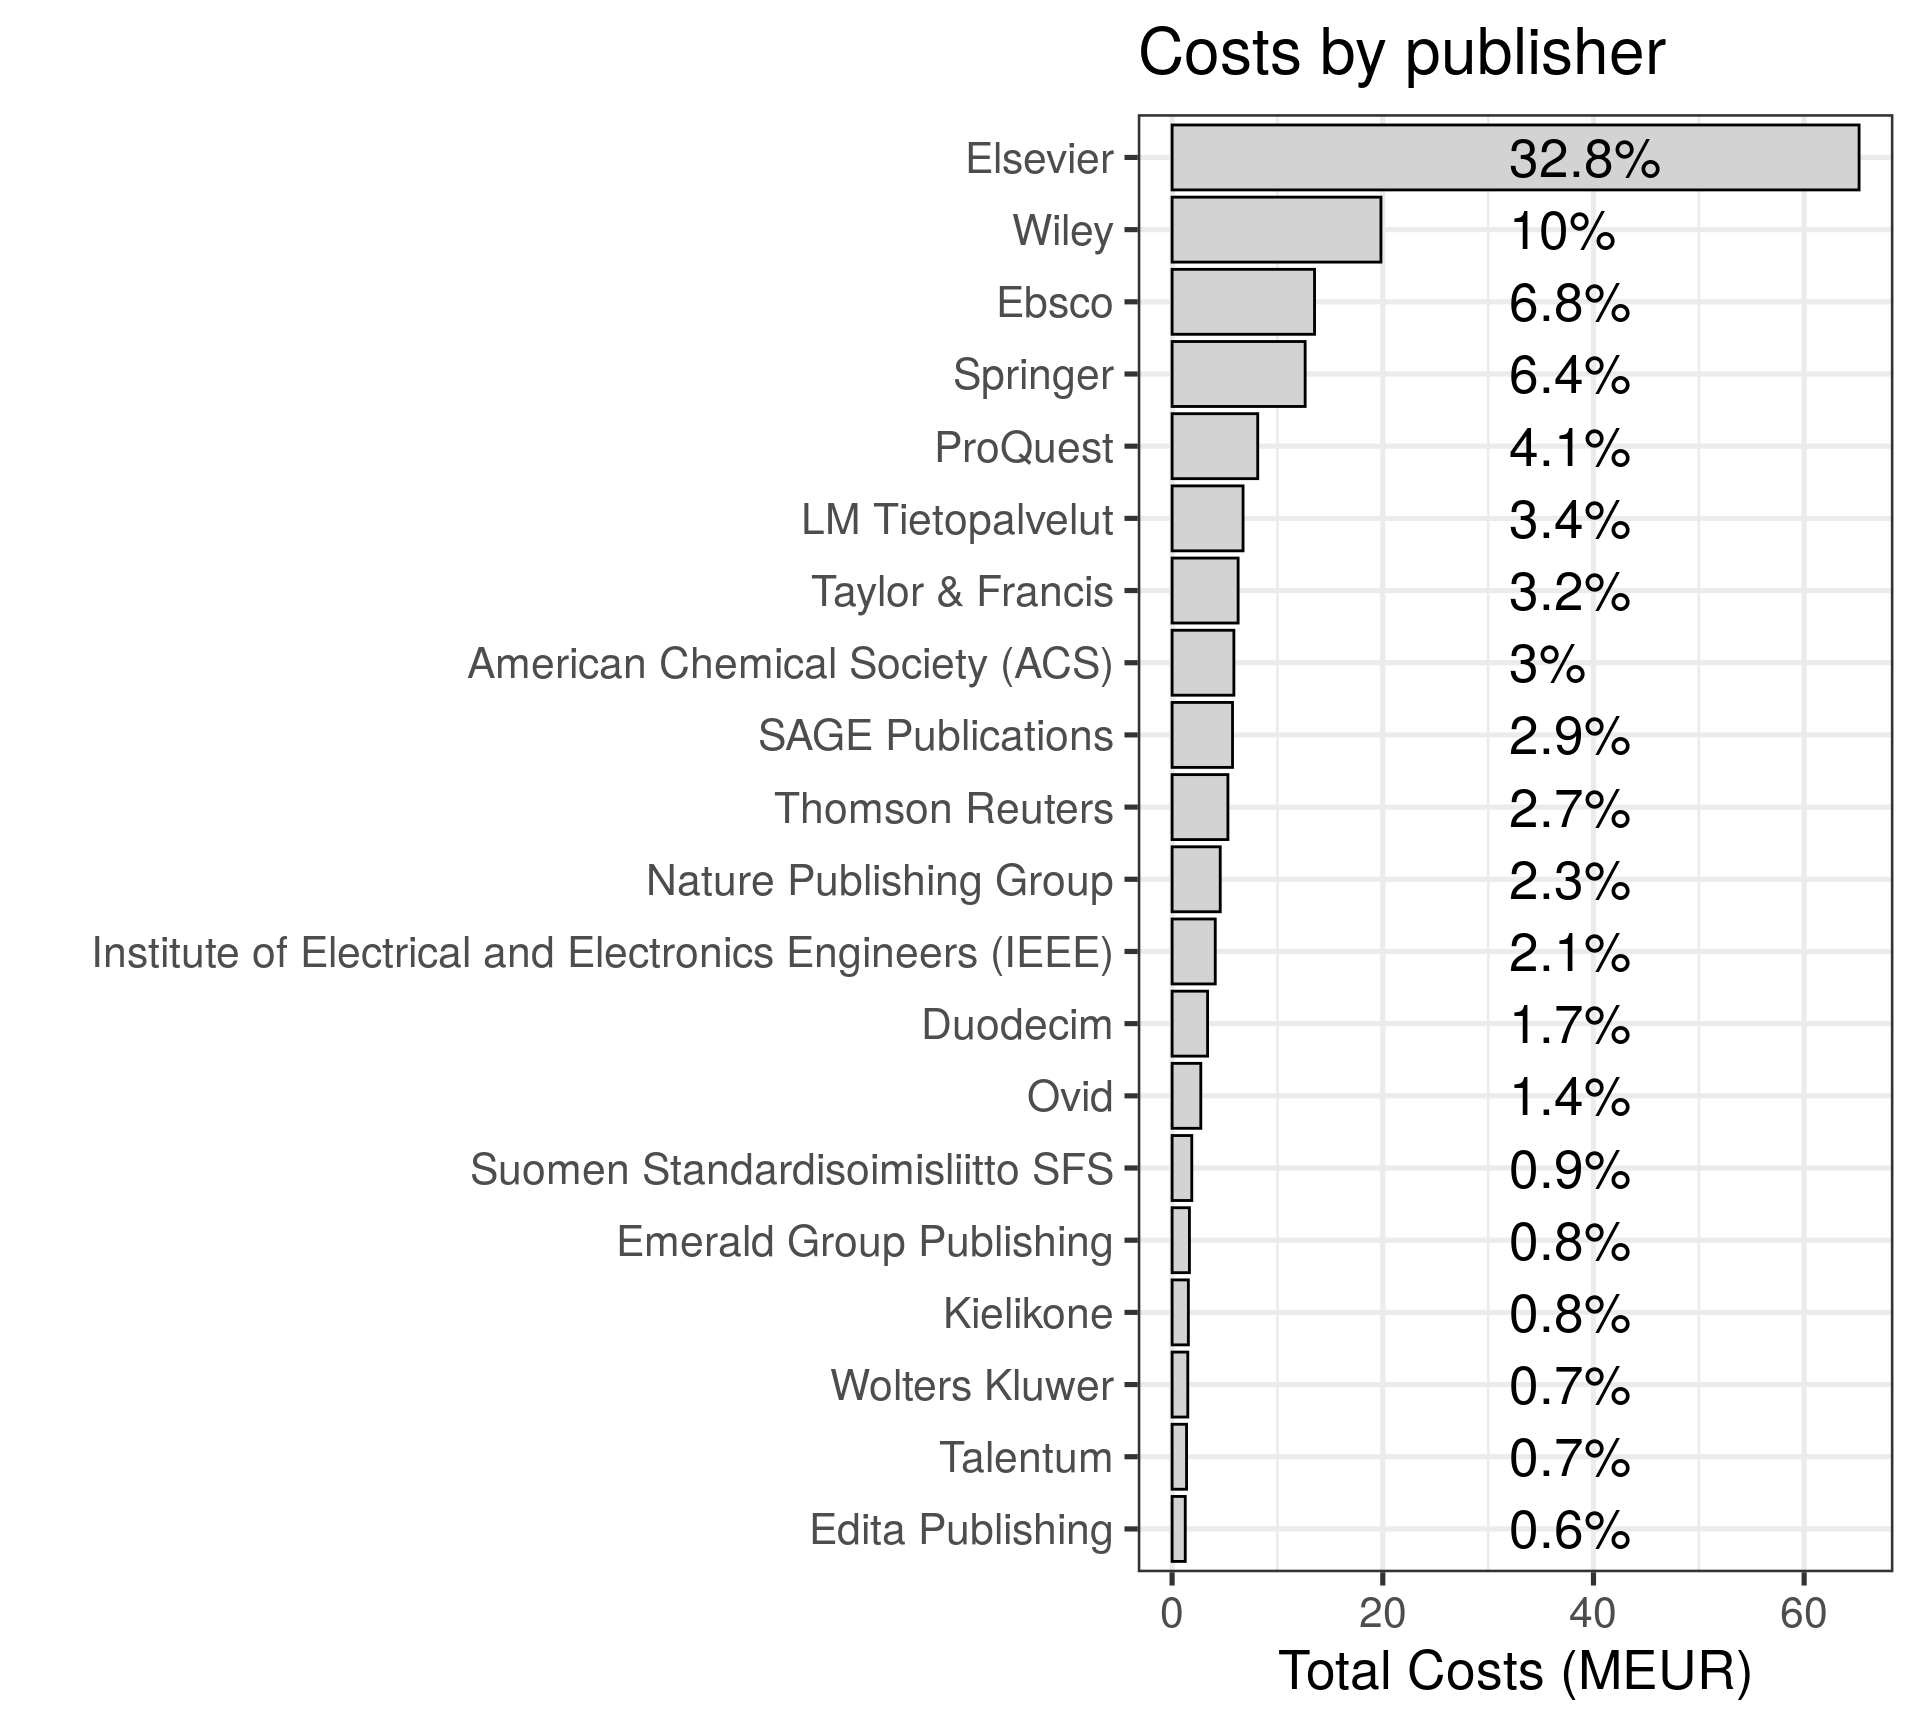 Costs by publisher
Elsevier 32.8%
Wiley 10%
Ebsco 6.8%
Springer 6.4%
ProQuest 4.1%
LM Tietopalvelut 3.4%
Taylor & Francis 3.2%
American Chemical Society (ACS) 3%
SAGE Publications 2.9%
Thomson Reuters 2.7%
Nature Publishing Group 2.3%
Institute of Electrical and Electronics Engineers (IEEE) 2.1%
Duodecim 1.7%
Ovid 1.4%
Suomen Standardisoimisliitto SFS 0.9%
Emerald Group Publishing 0.8%
Kielikone 0.8%
Wolters Kluwer 0.7%
Talentum 0.7%
Edita Publishing 0.6%
0 20 40 60
Total Costs (MEUR)